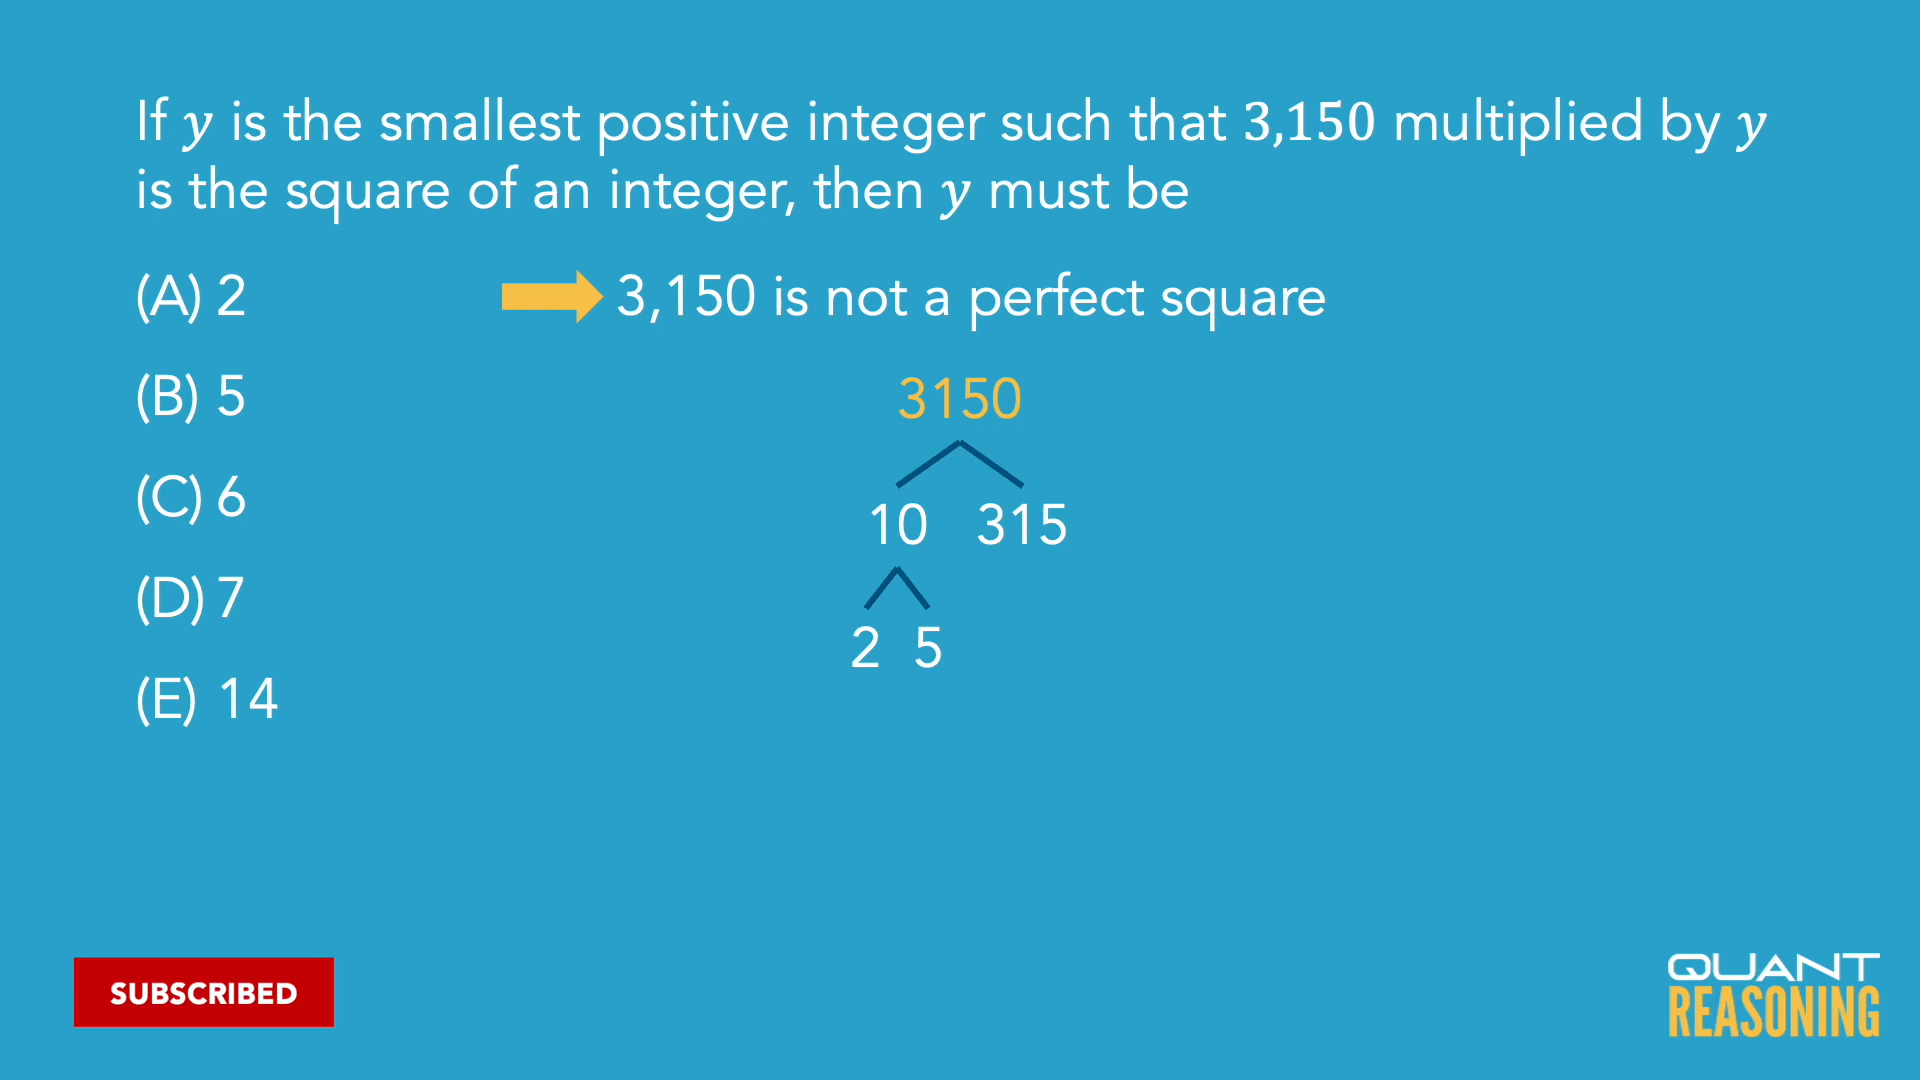 If y is the smallest positive integer such that 3,150 multiplied by y
is the square of an integer, then y must be
(A) 2
3,150 is not a perfect square
(B) 5
3150
(C) 6
10 315
(D) 7
2 5
(E) 14
SUBSCRIBED
QUANT
REASONING